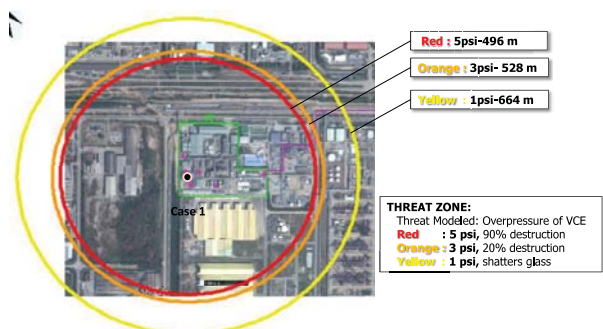 Red : 5psi-496 m
Orange : 3psi- 528 m
Yellow : 1psi-664 m
Case 1
THREAT ZONE:
Threat Modeled: Overpressure of VCE
Red : 5 psi, 90% destruction
Orange : 3 psi, 20% destruction
Yellow : 1 psi, shatters glass